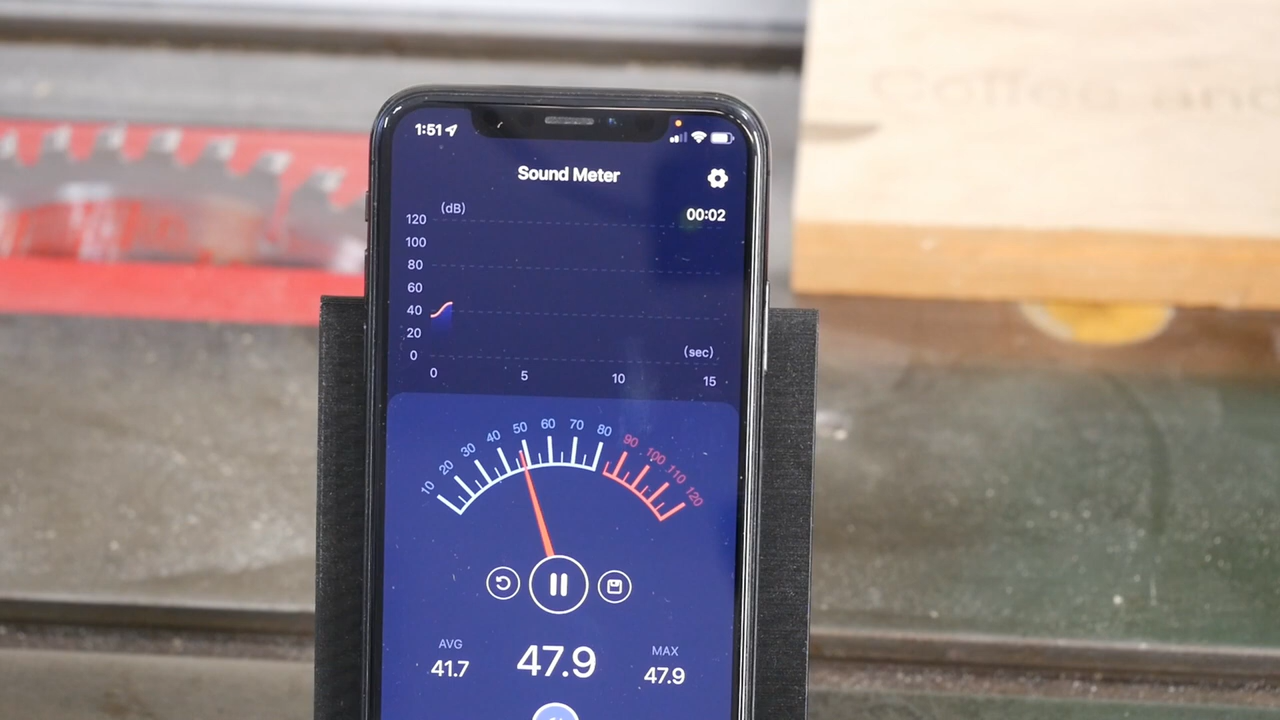 1:51
Sound Meter
(dB)
00:02
120
100
80
60
40
20
0
(sec)
0 5 10 15
10 20 30 40 50 60 70 80 90 100 110 120
AVG
41.7
47.9
MAX
47.9
Coffee and